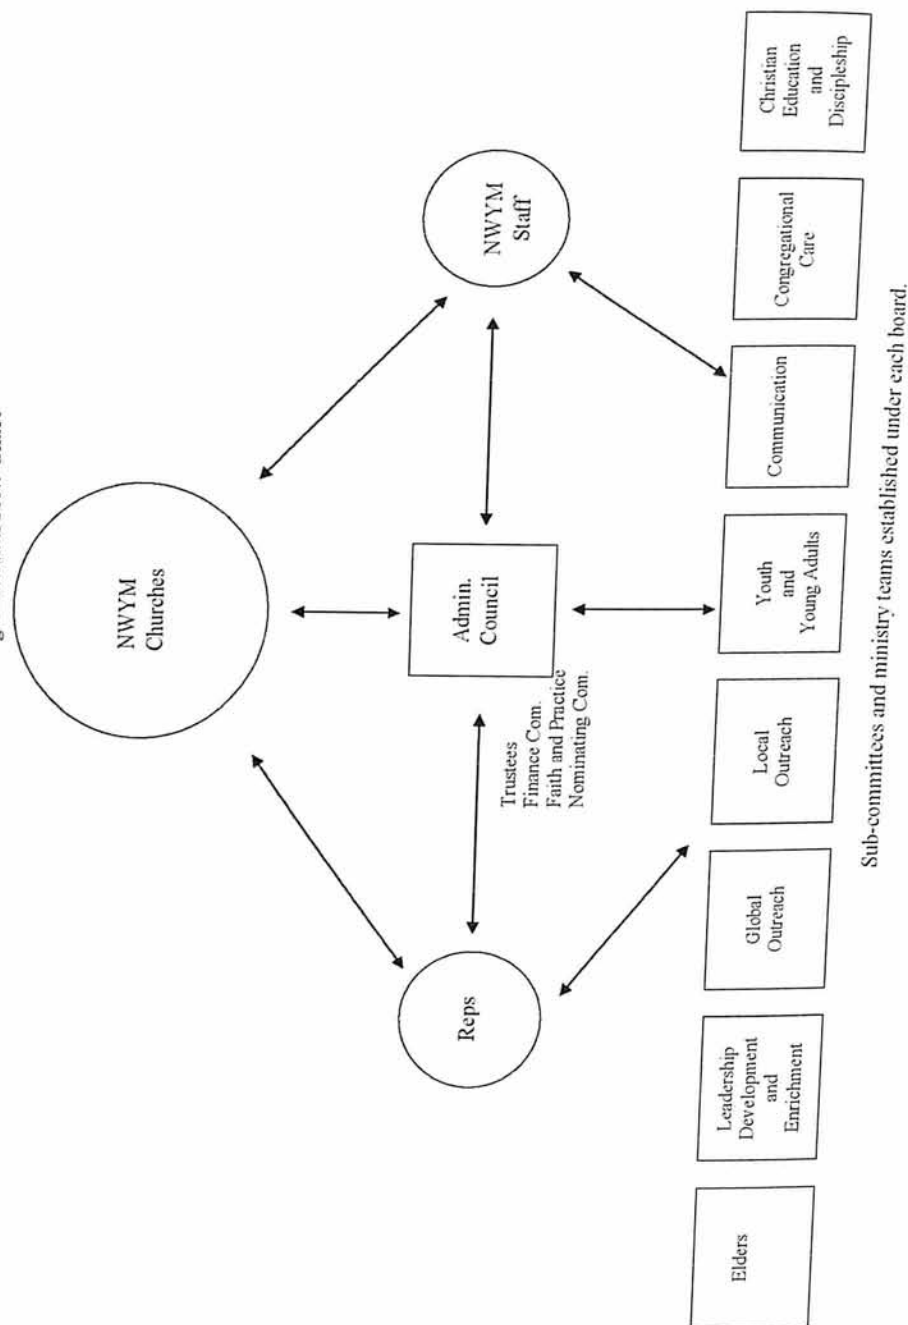 NWYM
Churches
Reps
Admin.
Council
NWYM
Staff
Trustees
Finance Com.
Faith and Practice
Nominating Com.
Elders
Leadership
Development
and
Enrichment
Global
Outreach
Local
Outreach
Youth
and
Young Adults
Communication
Congregational
Care
Christian
Education
and
Discipleship
Sub-committees and ministry teams established under each board.